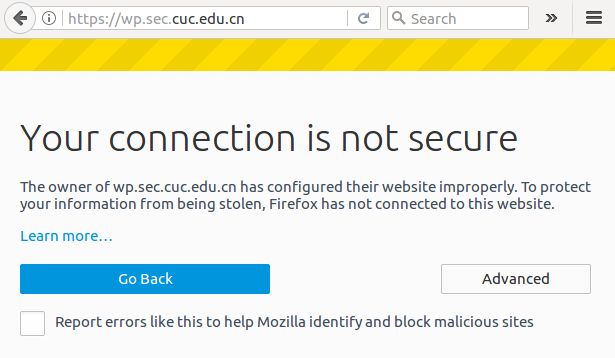 https://wp.sec.cuc.edu.cn
Search
Your connection is not secure
The owner of wp.sec.cuc.edu.cn has configured their website improperly. To protect
your information from being stolen, Firefox has not connected to this website.
Learn more…
Go Back
Advanced
Report errors like this to help Mozilla identify and block malicious sites